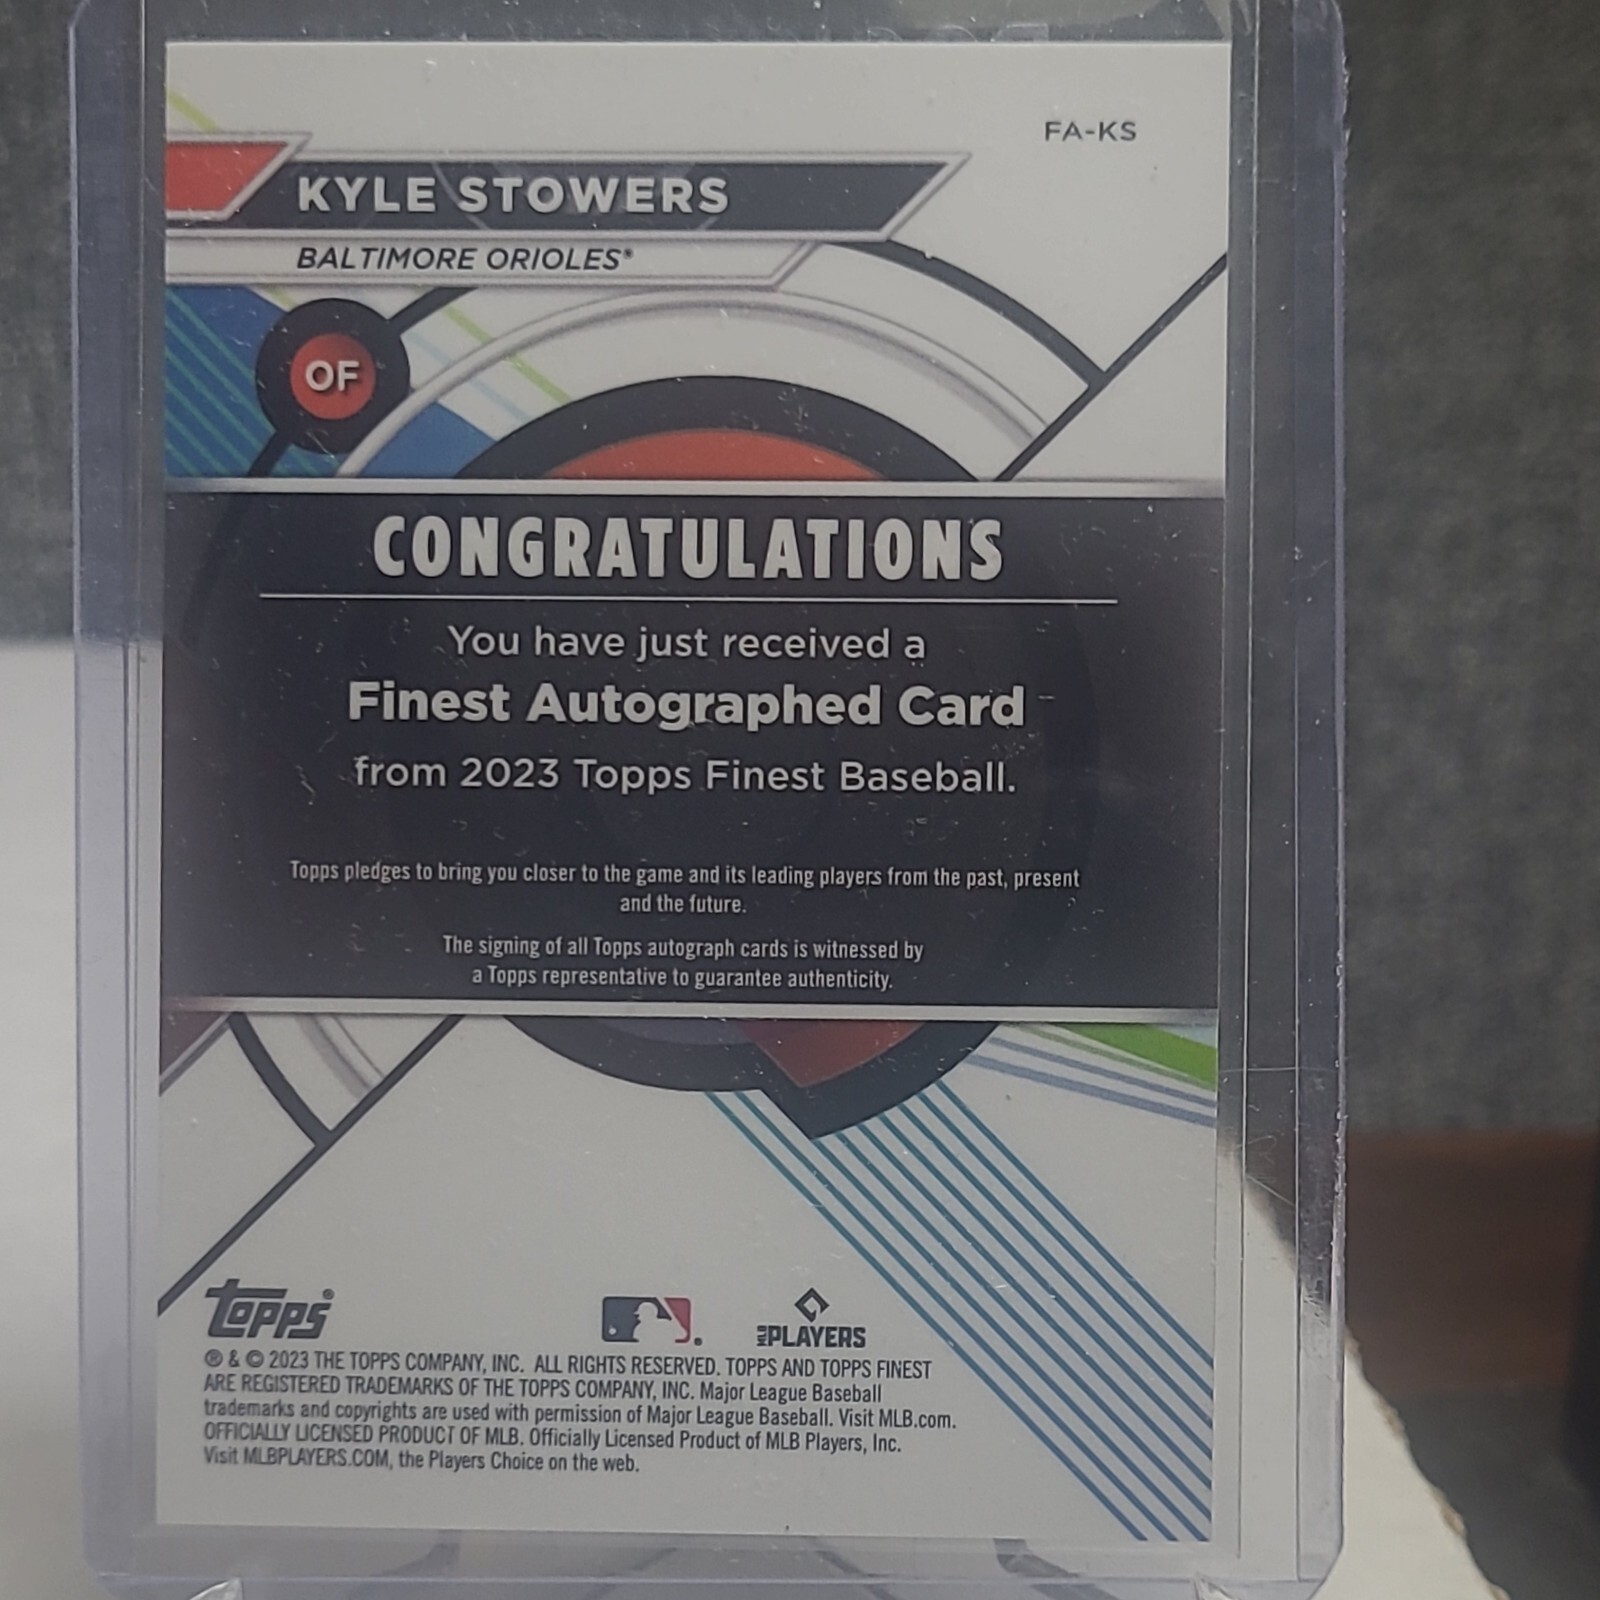 FA-KS
KYLE STOWERS
BALTIMORE ORIOLES®
OF
CONGRATULATIONS
You have just received a
Finest Autographed Card
from 2023 Topps Finest Baseball.
Topps pledges to bring you closer to the game and its leading players from the past, present
and the future.
The signing of all Topps autograph cards is witnessed by
a Topps representative to guarantee authenticity.
topps®
MLB PLAYERS
® & © 2023 THE TOPPS COMPANY, INC. ALL RIGHTS RESERVED. TOPPS AND TOPPS FINEST
ARE REGISTERED TRADEMARKS OF THE TOPPS COMPANY, INC. Major League Baseball
trademarks and copyrights are used with permission of Major League Baseball. Visit MLB.com.
OFFICIALLY LICENSED PRODUCT OF MLB. Officially Licensed Product of MLB Players, Inc.
Visit MLBPLAYERS.COM, the Players Choice on the web.